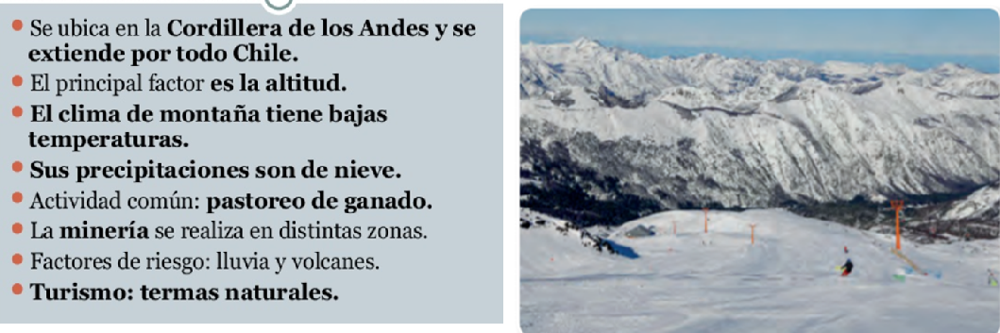 • Se ubica en la Cordillera de los Andes y se
extiende por todo Chile.
• El principal factor es la altitud.
• El clima de montaña tiene bajas
temperaturas.
• Sus precipitaciones son de nieve.
• Actividad común: pastoreo de ganado.
• La minería se realiza en distintas zonas.
• Factores de riesgo: lluvia y volcanes.
• Turismo: termas naturales.